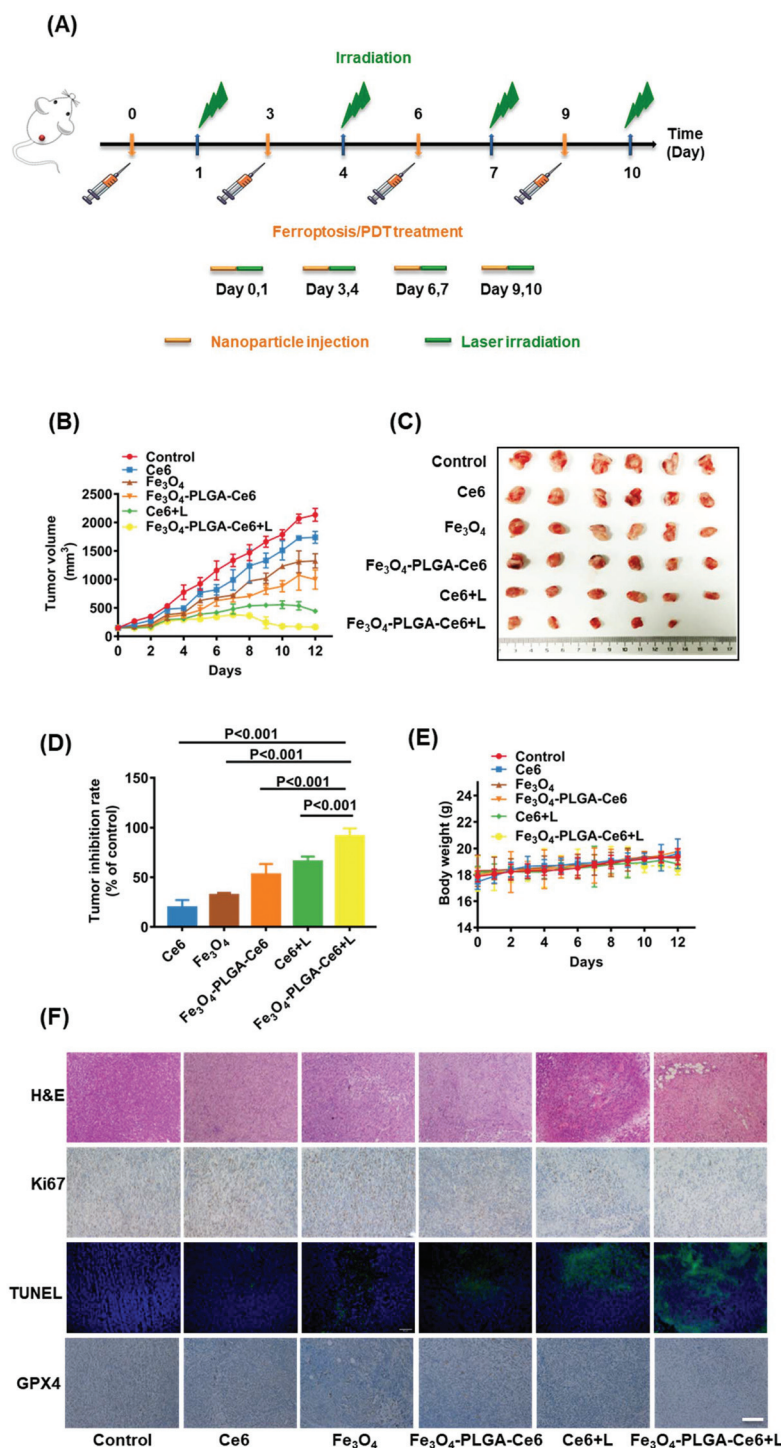 (A)
Irradiation
0 3 6 9
Time
(Day)
1 4 7 10
Ferroptosis/PDT treatment
Day 0,1 Day 3,4 Day 6,7 Day 9,10
Nanoparticle injection Laser irradiation
(B)
Control
Ce6
Fe₃O₄
Fe₃O₄-PLGA-Ce6
Ce6+L
Fe₃O₄-PLGA-Ce6+L
Tumor volume
(mm³)
2500
2000
1500
1000
500
0
0 2 4 6 8 10 12
Days
(C)
Control
Ce6
Fe₃O₄
Fe₃O₄-PLGA-Ce6
Ce6+L
Fe₃O₄-PLGA-Ce6+L
(D)
P<0.001
P<0.001
P<0.001
P<0.001
Tumor inhibition rate
(% of control)
150
100
50
0
Ce6
Fe₃O₄
Fe₃O₄-PLGA-Ce6
Ce6+L
Fe₃O₄-PLGA-Ce6+L
(E)
Control
Ce6
Fe₃O₄
Fe₃O₄-PLGA-Ce6
Ce6+L
Fe₃O₄-PLGA-Ce6+L
Body weight (g)
24
22
20
18
16
14
0 2 4 6 8 10 12
Days
(F)
H&E
Ki67
TUNEL
GPX4
Control Ce6 Fe₃O₄ Fe₃O₄-PLGA-Ce6 Ce6+L Fe₃O₄-PLGA-Ce6+L